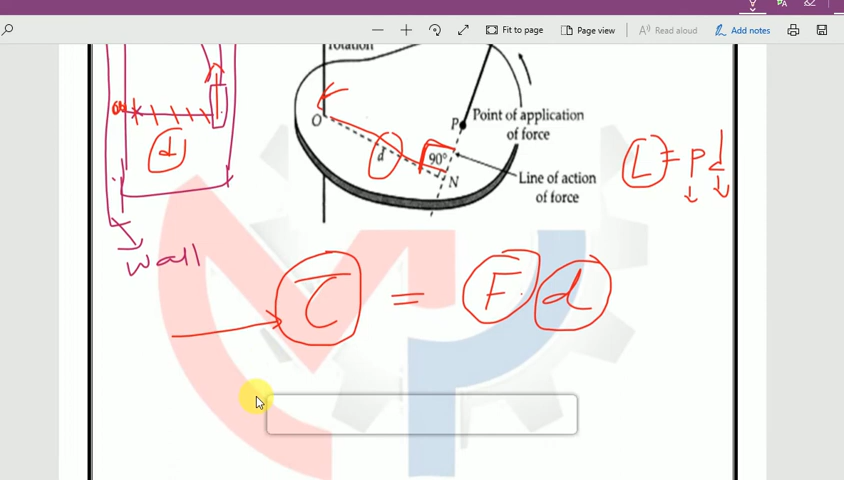 Fit to page
Page view
Read aloud
Add notes
rotation
O
P
Point of application
of force
d
90°
N
Line of action
of force
d
wall
L = P d
τ = F d